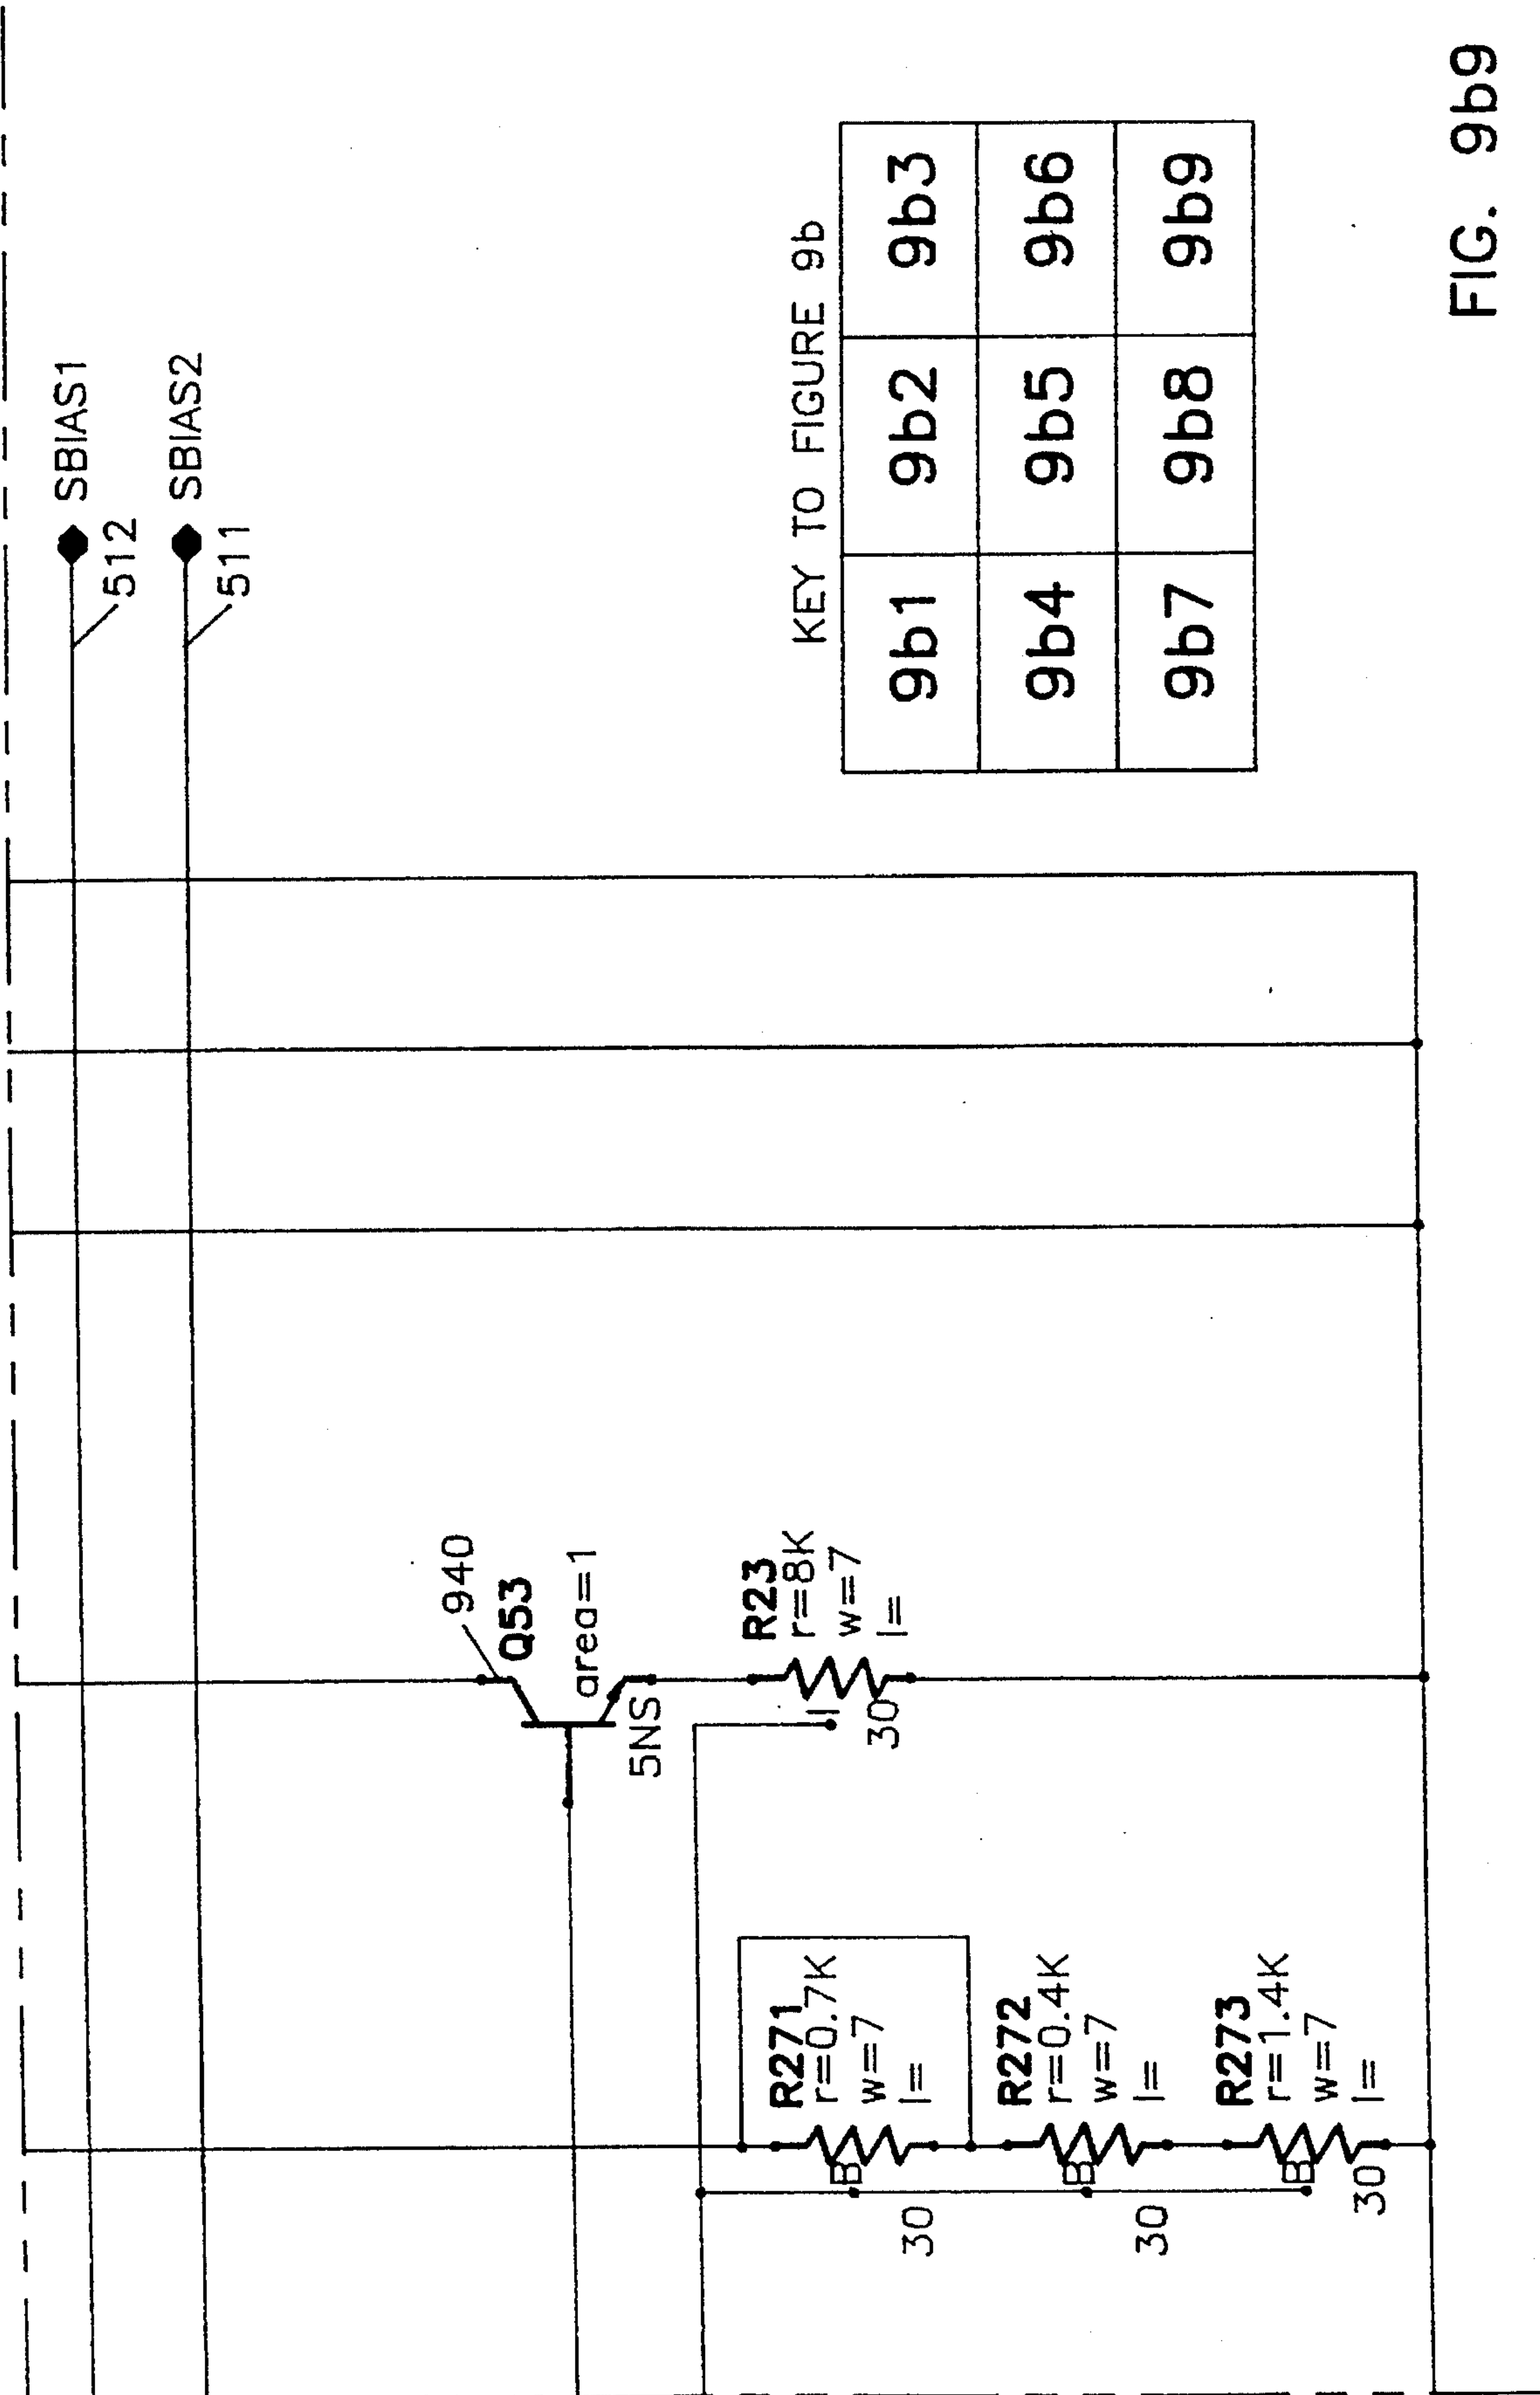 SBIAS1
512
SBIAS2
511
940
Q53
area=1
5NS
R23
r=8K
w=7
l=
I
30
R271
r=0.7K
w=7
l=
B
30
R272
r=0.4K
w=7
l=
B
30
R273
r=1.4K
w=7
l=
B
30
KEY TO FIGURE 9b
9b1 9b2 9b3
9b4 9b5 9b6
9b7 9b8 9b9
FIG. 9b9